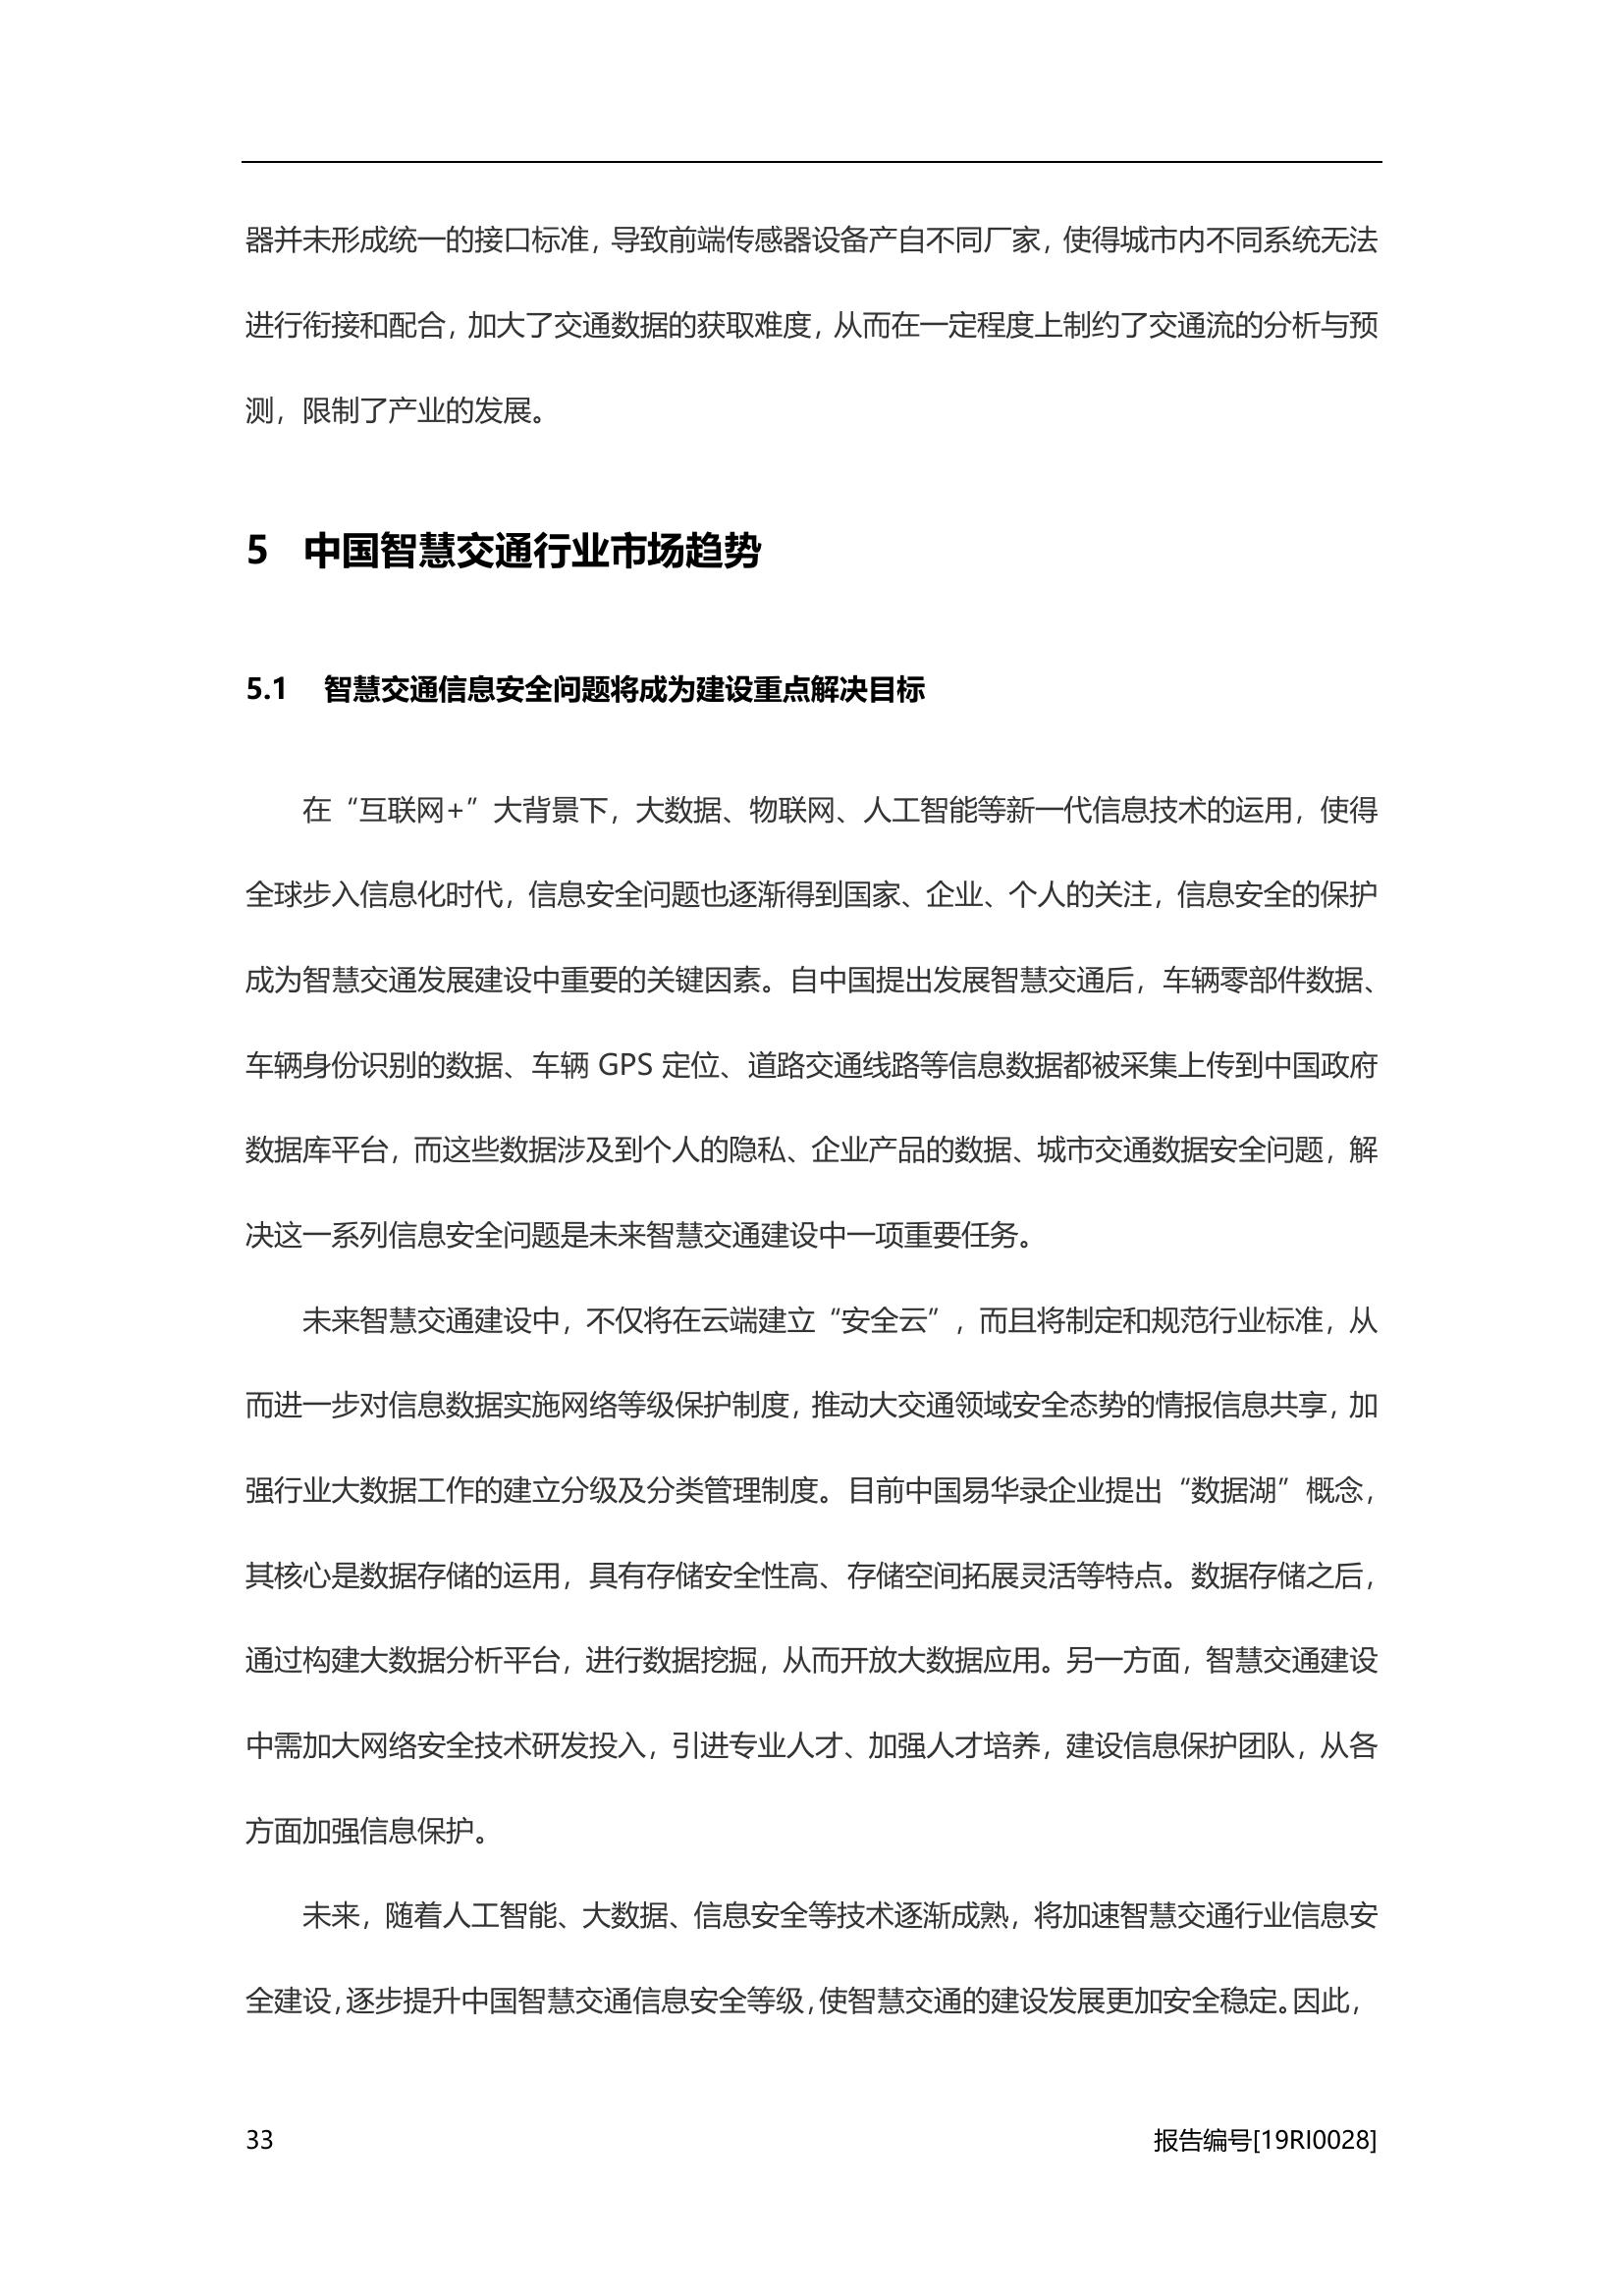 器并未形成统一的接口标准，导致前端传感器设备产自不同厂家，使得城市内不同系统无法
进行衔接和配合，加大了交通数据的获取难度，从而在一定程度上制约了交通流的分析与预
测，限制了产业的发展。
5 中国智慧交通行业市场趋势
5.1 智慧交通信息安全问题将成为建设重点解决目标
在“互联网+”大背景下，大数据、物联网、人工智能等新一代信息技术的运用，使得
全球步入信息化时代，信息安全问题也逐渐得到国家、企业、个人的关注，信息安全的保护
成为智慧交通发展建设中重要的关键因素。自中国提出发展智慧交通后，车辆零部件数据、
车辆身份识别的数据、车辆 GPS 定位、道路交通线路等信息数据都被采集上传到中国政府
数据库平台，而这些数据涉及到个人的隐私、企业产品的数据、城市交通数据安全问题，解
决这一系列信息安全问题是未来智慧交通建设中一项重要任务。
未来智慧交通建设中，不仅将在云端建立“安全云”，而且将制定和规范行业标准，从
而进一步对信息数据实施网络等级保护制度，推动大交通领域安全态势的情报信息共享，加
强行业大数据工作的建立分级及分类管理制度。目前中国易华录企业提出“数据湖”概念，
其核心是数据存储的运用，具有存储安全性高、存储空间拓展灵活等特点。数据存储之后，
通过构建大数据分析平台，进行数据挖掘，从而开放大数据应用。另一方面，智慧交通建设
中需加大网络安全技术研发投入，引进专业人才、加强人才培养，建设信息保护团队，从各
方面加强信息保护。
未来，随着人工智能、大数据、信息安全等技术逐渐成熟，将加速智慧交通行业信息安
全建设，逐步提升中国智慧交通信息安全等级，使智慧交通的建设发展更加安全稳定。因此，
33 报告编号[19RI0028]